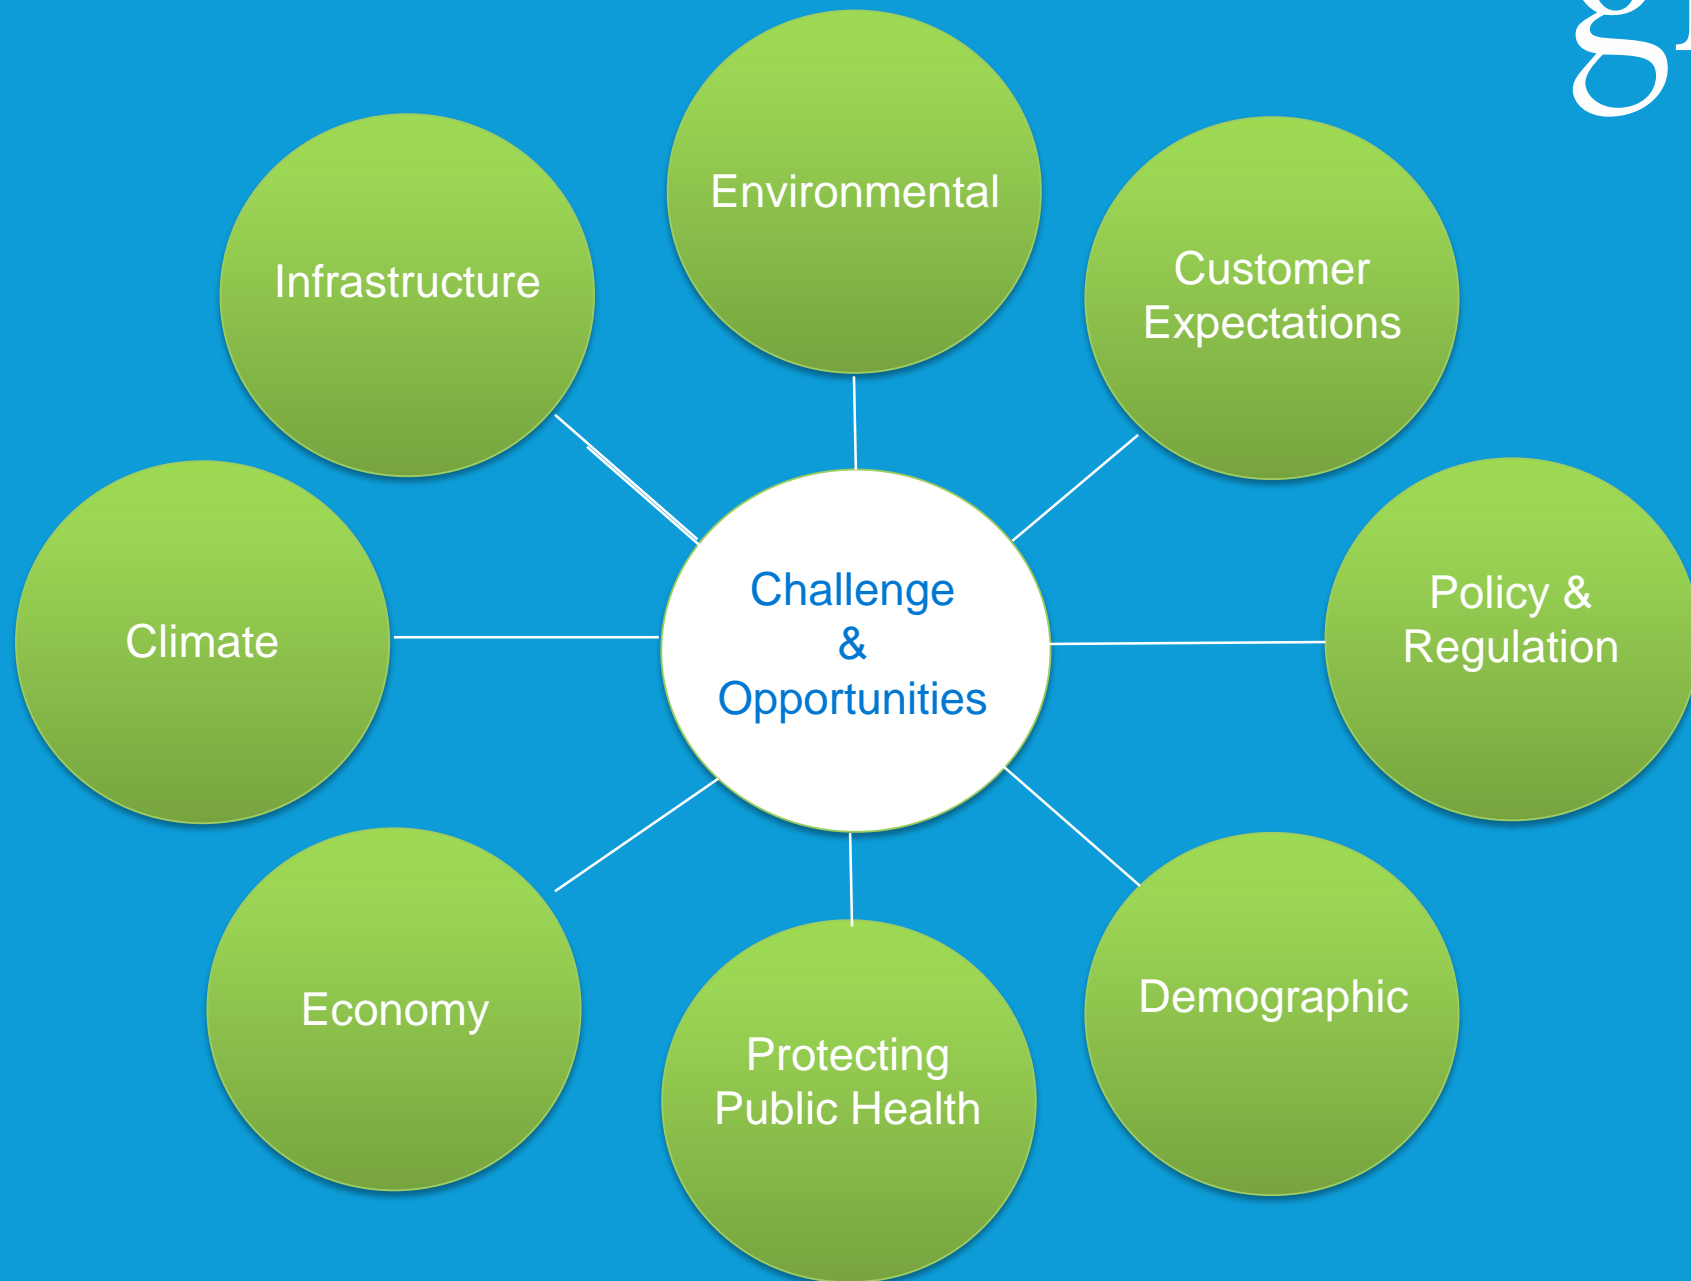 Environmental
Infrastructure
Customer
Expectations
Challenge
&
Opportunities
Policy &
Regulation
Climate
Economy
Demographic
Protecting
Public Health